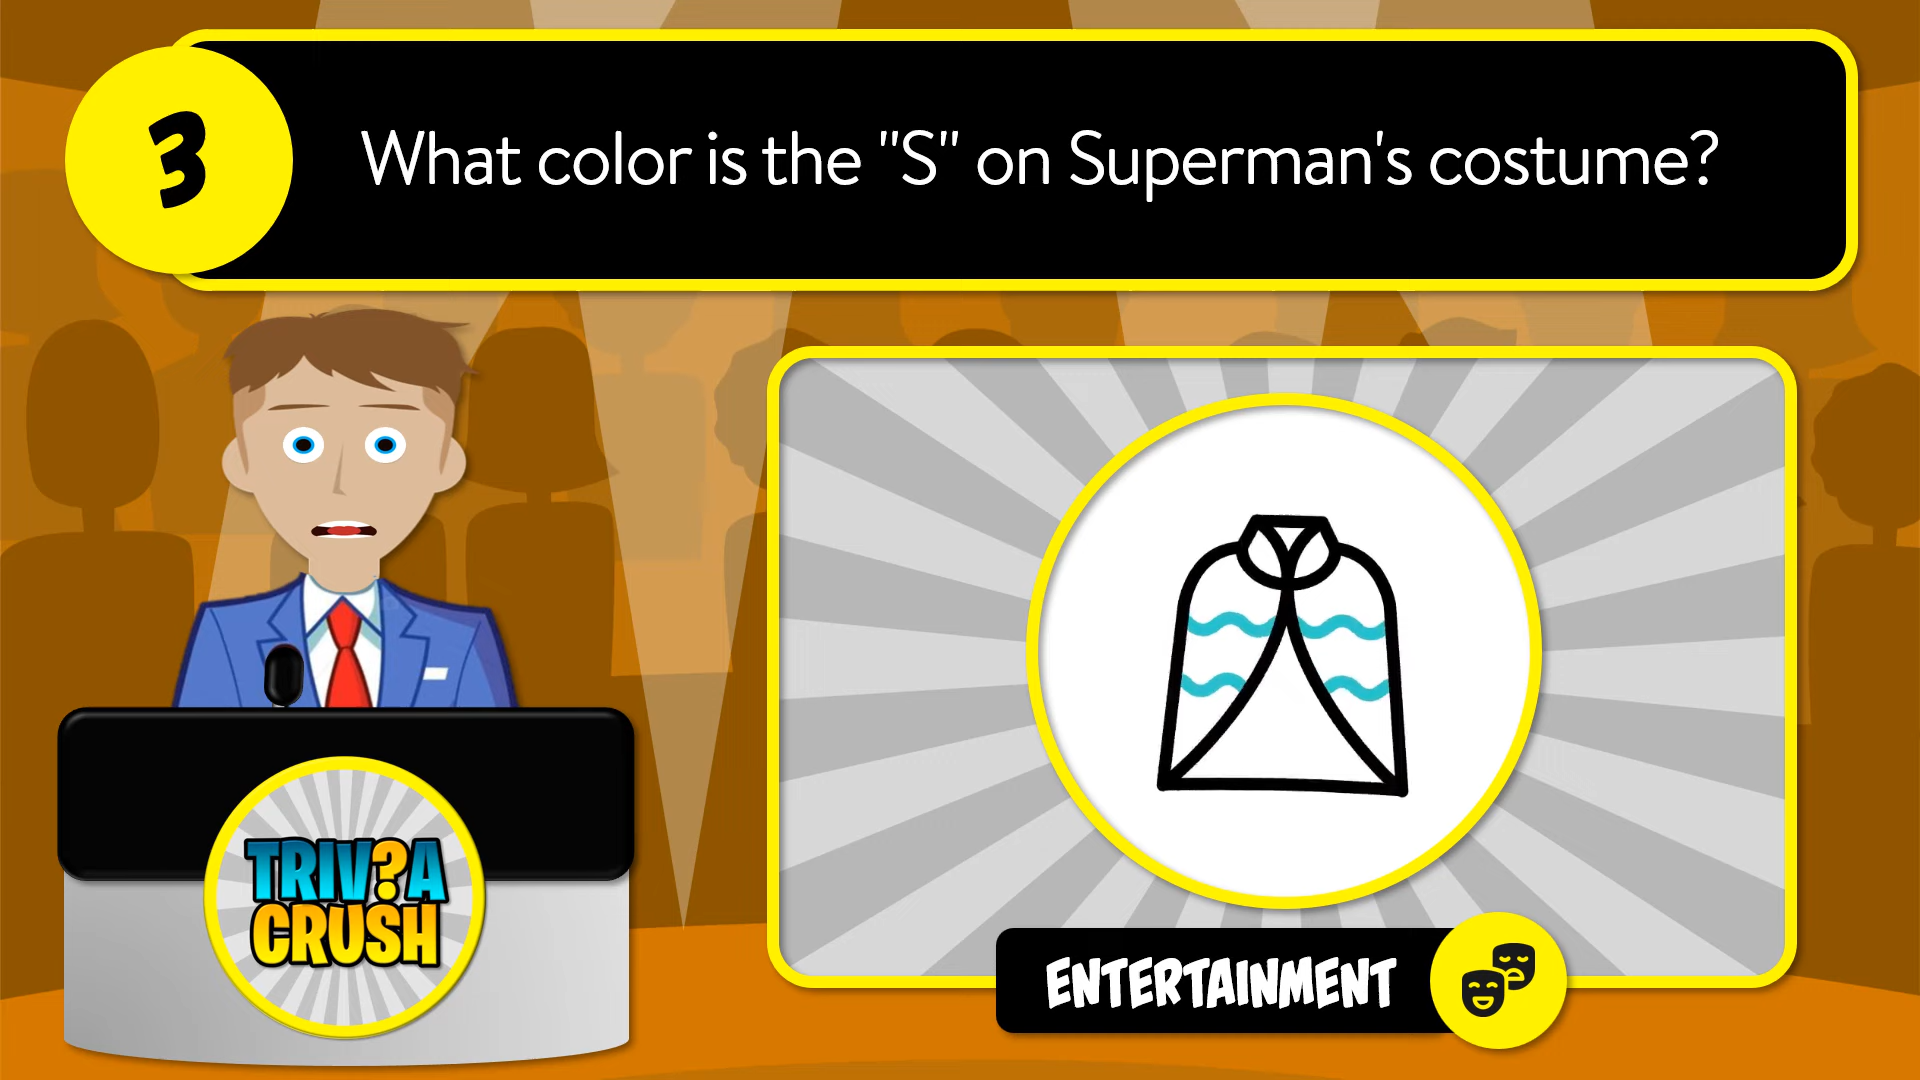 3
What color is the "S" on Superman's costume?
TRIV?A
CRUSH
ENTERTAINMENT